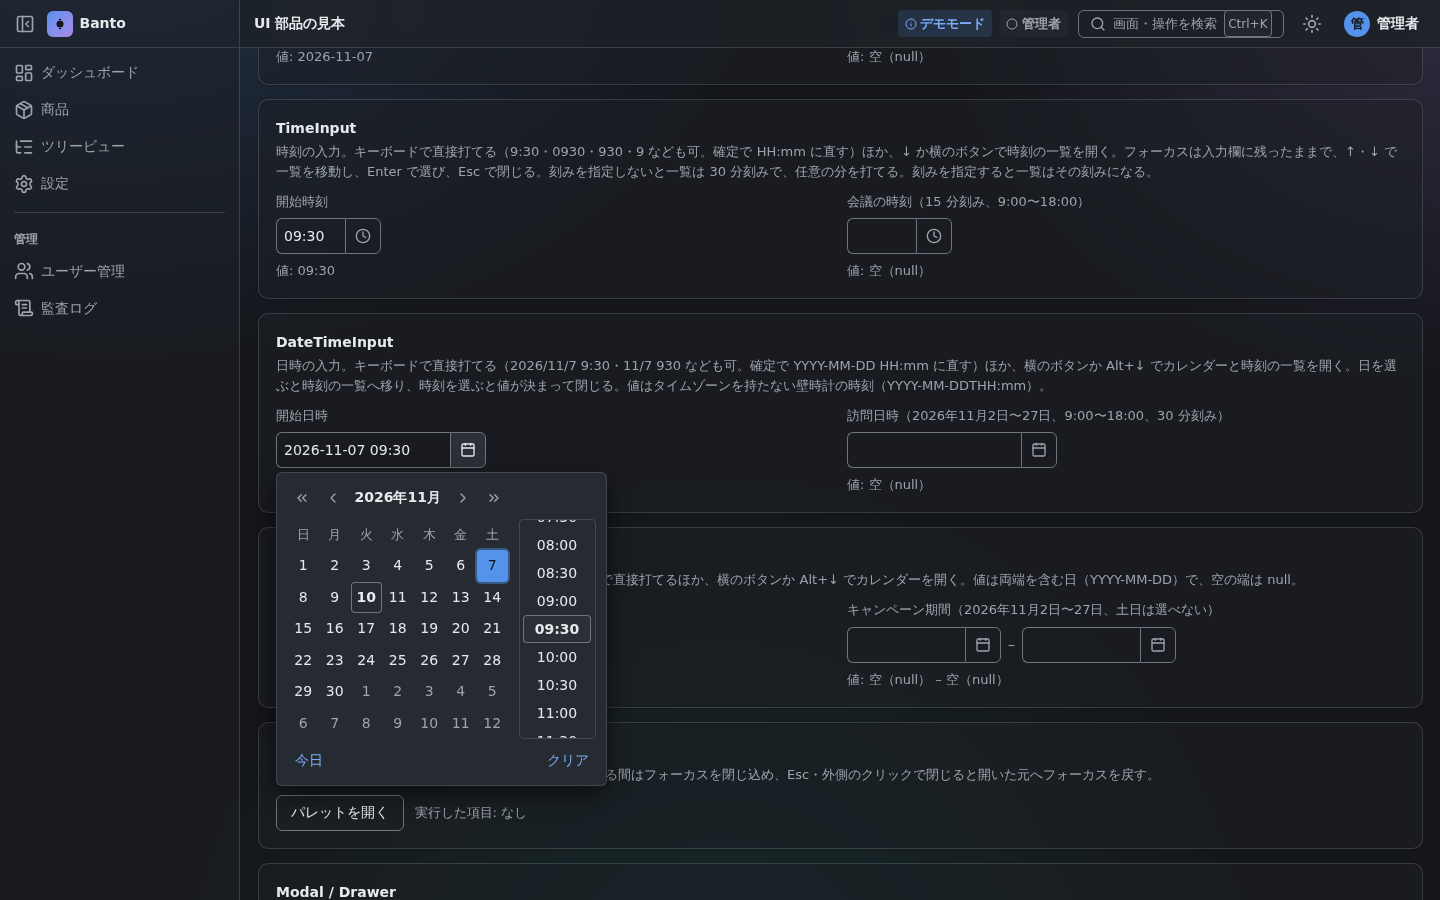 Banto
UI 部品の見本
デモモード
管理者
画面・操作を検索
Ctrl+K
管
管理者
ダッシュボード
商品
ツリービュー
設定
管理
ユーザー管理
監査ログ
値: 2026-11-07
値: 空（null）
TimeInput
時刻の入力。キーボードで直接打てる（9:30・0930・930・9 なども可。確定で HH:mm に直す）ほか、↓ か横のボタンで時刻の一覧を開く。フォーカスは入力欄に残ったままで、↑・↓ で
一覧を移動し、Enter で選び、Esc で閉じる。刻みを指定しないと一覧は 30 分刻みで、任意の分を打てる。刻みを指定すると一覧はその刻みになる。
開始時刻
会議の時刻（15 分刻み、9:00〜18:00）
09:30
値: 09:30
値: 空（null）
DateTimeInput
日時の入力。キーボードで直接打てる（2026/11/7 9:30・11/7 930 なども可。確定で YYYY-MM-DD HH:mm に直す）ほか、横のボタンか Alt+↓ でカレンダーと時刻の一覧を開く。日を選
ぶと時刻の一覧へ移り、時刻を選ぶと値が決まって閉じる。値はタイムゾーンを持たない壁時計の時刻（YYYY-MM-DDTHH:mm）。
開始日時
訪問日時（2026年11月2日〜27日、9:00〜18:00、30 分刻み）
2026-11-07 09:30
値: 空（null）
2026年11月
日 月 火 水 木 金 土
1 2 3 4 5 6 7
8 9 10 11 12 13 14
15 16 17 18 19 20 21
22 23 24 25 26 27 28
29 30 1 2 3 4 5
6 7 8 9 10 11 12
08:00
08:30
09:00
09:30
10:00
10:30
11:00
今日
クリア
で直接打てるほか、横のボタンか Alt+↓ でカレンダーを開く。値は両端を含む日（YYYY-MM-DD）で、空の端は null。
キャンペーン期間（2026年11月2日〜27日、土日は選べない）
–
値: 空（null） – 空（null）
る間はフォーカスを閉じ込め、Esc・外側のクリックで閉じると開いた元へフォーカスを戻す。
パレットを開く
実行した項目: なし
Modal / Drawer